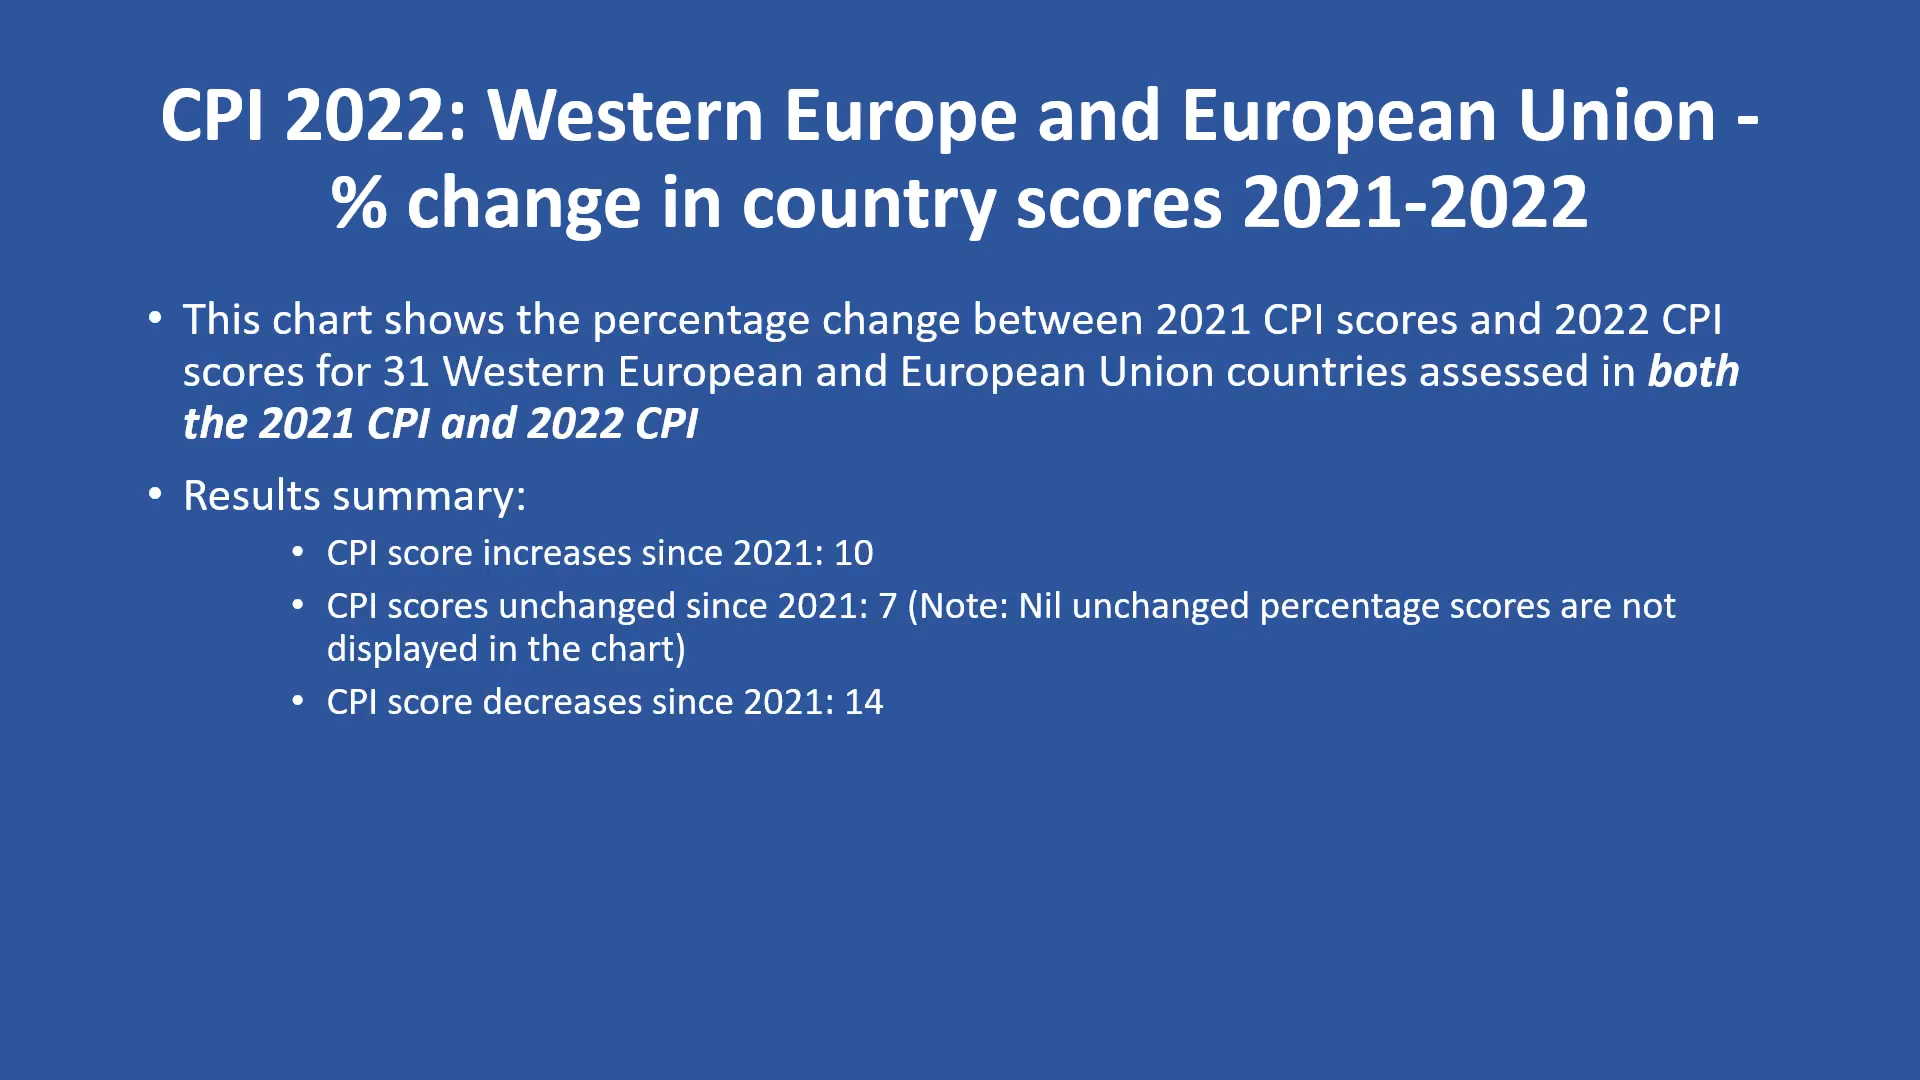 CPI 2022: Western Europe and European Union -
% change in country scores 2021-2022
• This chart shows the percentage change between 2021 CPI scores and 2022 CPI
scores for 31 Western European and European Union countries assessed in both
the 2021 CPI and 2022 CPI
• Results summary:
• CPI score increases since 2021: 10
• CPI scores unchanged since 2021: 7 (Note: Nil unchanged percentage scores are not
displayed in the chart)
• CPI score decreases since 2021: 14